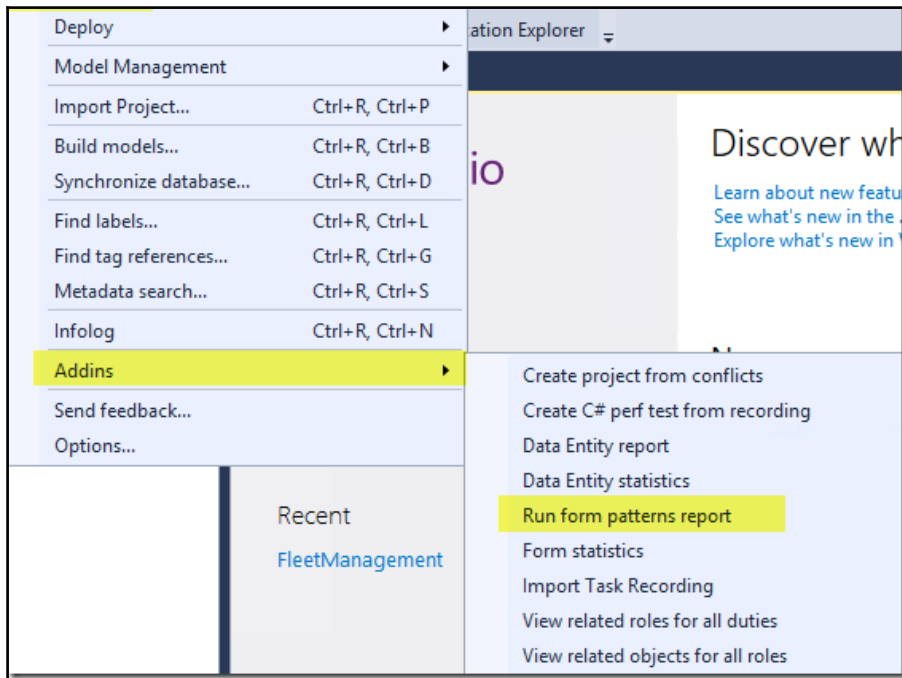 Deploy
ation Explorer
Model Management
Import Project... Ctrl+R, Ctrl+P
Build models... Ctrl+R, Ctrl+B
Synchronize database... Ctrl+R, Ctrl+D
Find labels... Ctrl+R, Ctrl+L
Find tag references... Ctrl+R, Ctrl+G
Metadata search... Ctrl+R, Ctrl+S
Infolog Ctrl+R, Ctrl+N
Addins
Send feedback...
Options...
io
Discover wh
Learn about new featu
See what's new in the .
Explore what's new in
Create project from conflicts
Create C# perf test from recording
Data Entity report
Data Entity statistics
Run form patterns report
Form statistics
Import Task Recording
View related roles for all duties
View related objects for all roles
Recent
FleetManagement